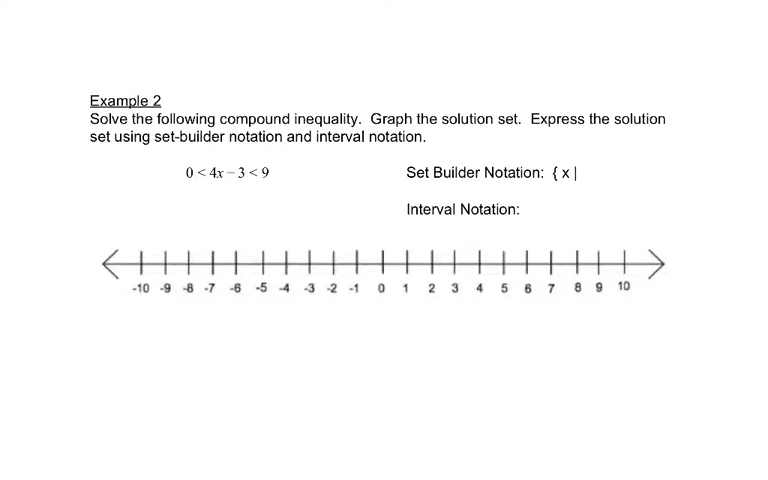 Example 2
Solve the following compound inequality.  Graph the solution set.  Express the solution
set using set-builder notation and interval notation.
0 < 4x − 3 < 9
Set Builder Notation:  { x |
Interval Notation:
-10 -9 -8 -7 -6 -5 -4 -3 -2 -1 0 1 2 3 4 5 6 7 8 9 10